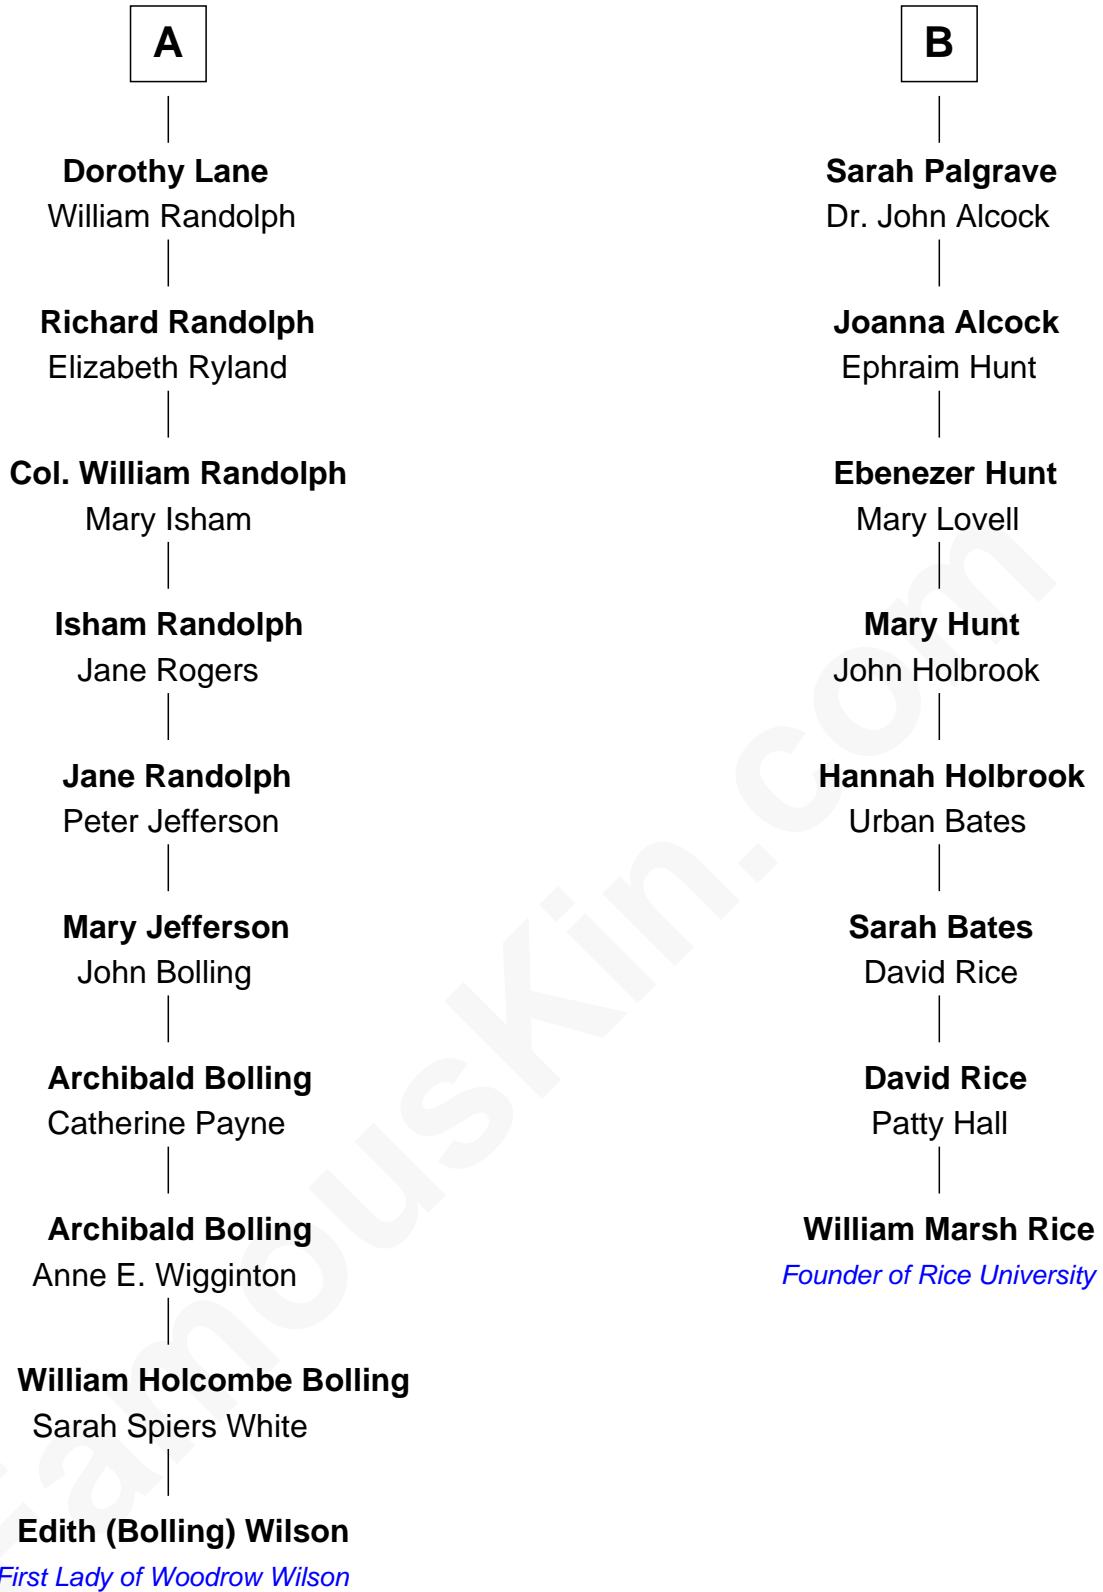 A
Dorothy Lane
William Randolph
Richard Randolph
Elizabeth Ryland
Col. William Randolph
Mary Isham
Isham Randolph
Jane Rogers
Jane Randolph
Peter Jefferson
Mary Jefferson
John Bolling
Archibald Bolling
Catherine Payne
Archibald Bolling
Anne E. Wigginton
William Holcombe Bolling
Sarah Spiers White
Edith (Bolling) Wilson
First Lady of Woodrow Wilson
B
Sarah Palgrave
Dr. John Alcock
Joanna Alcock
Ephraim Hunt
Ebenezer Hunt
Mary Lovell
Mary Hunt
John Holbrook
Hannah Holbrook
Urban Bates
Sarah Bates
David Rice
David Rice
Patty Hall
William Marsh Rice
Founder of Rice University
FamousKin.com